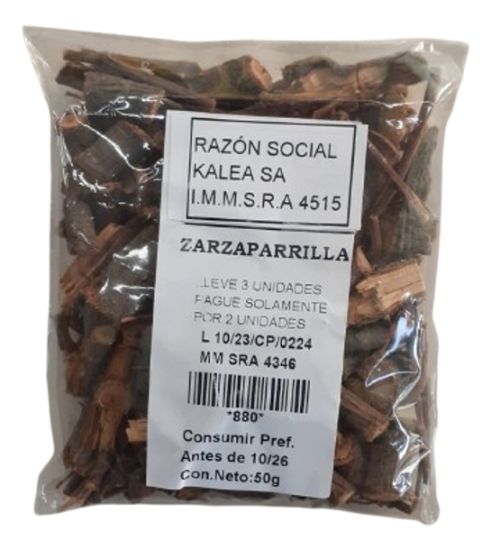 RAZÓN SOCIAL
KALEA SA
I.M.M.S.R.A 4515
ZARZAPARRILLA
LLEVE 3 UNIDADES
PAGUE SOLAMENTE
POR 2 UNIDADES
L 10/23/CP/0224
MM SRA 4346
*880*
Consumir Pref.
Antes de 10/26
Con.Neto:50g